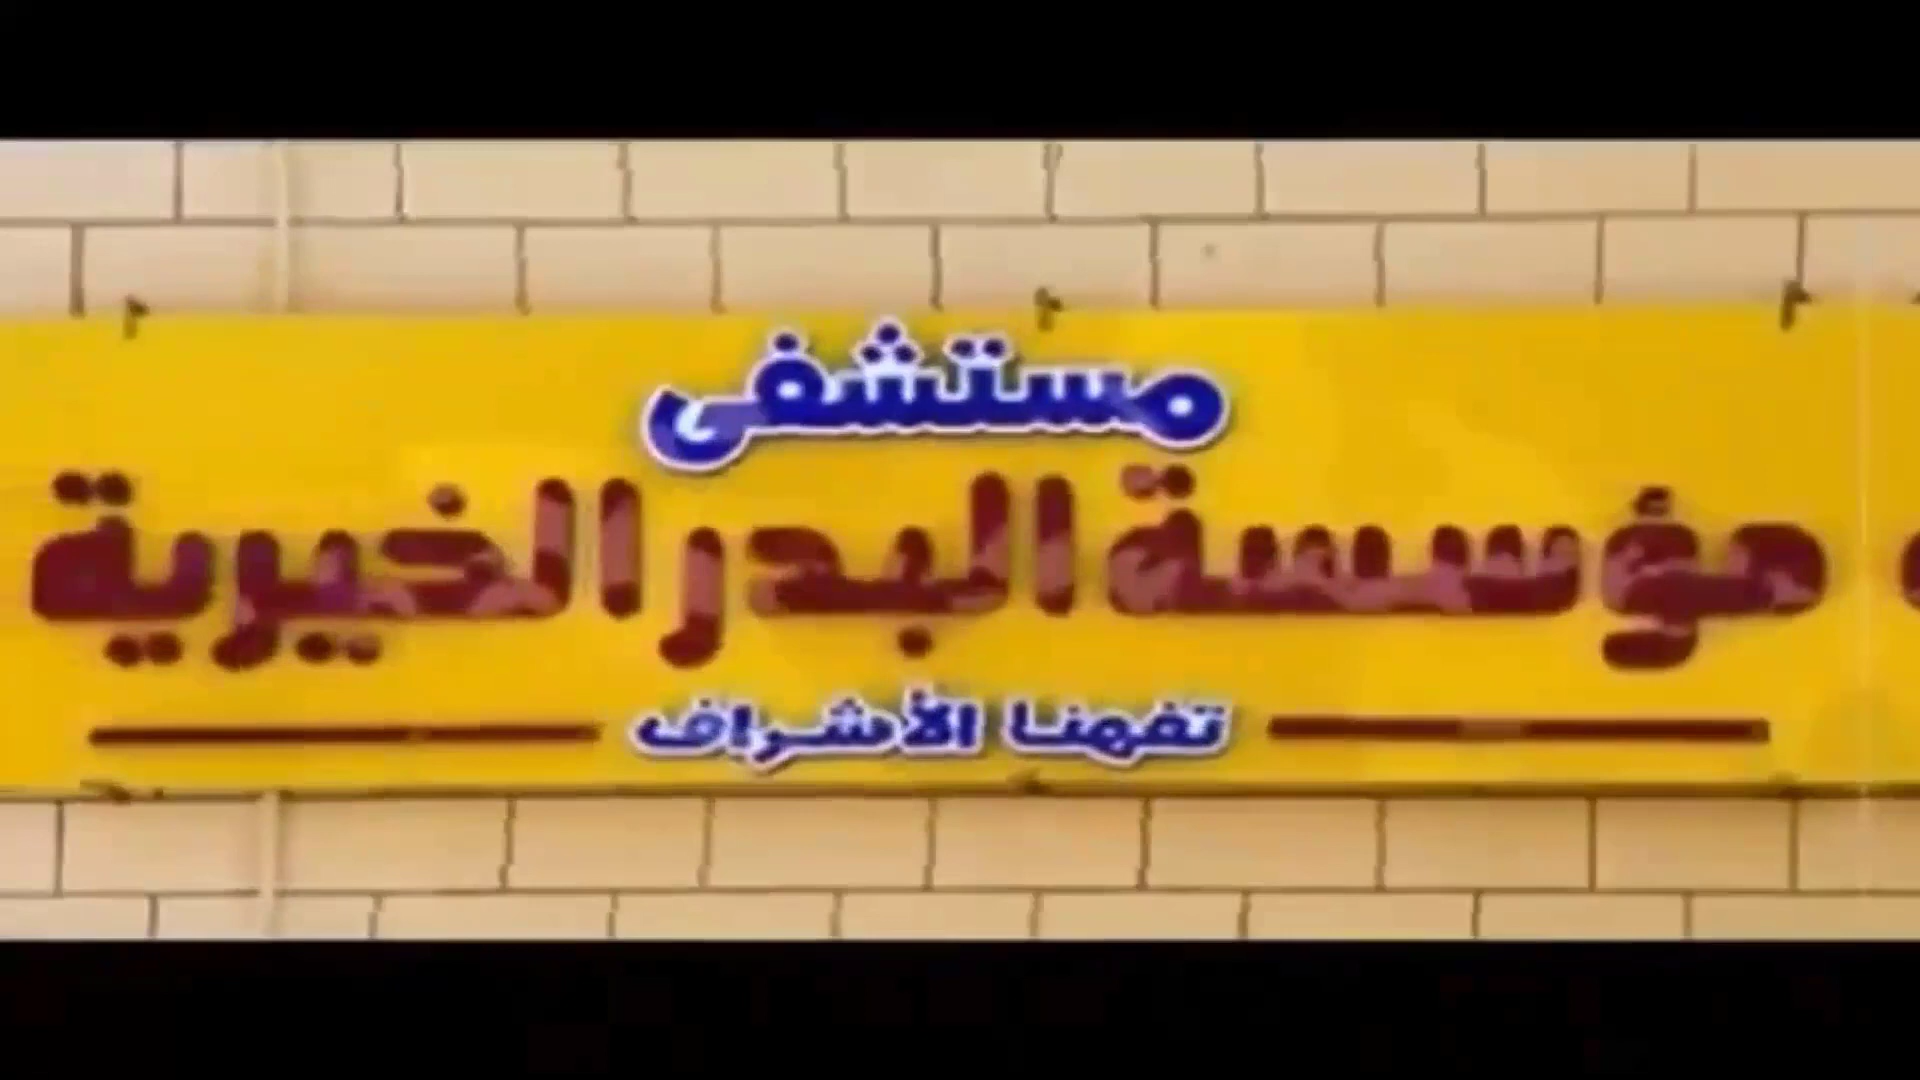 مستشفى
مؤسسة البدر الخيرية
تفهنا الأشراف